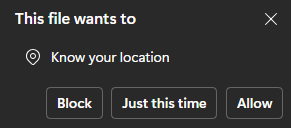 This file wants to
Know your location
Block Just this time Allow